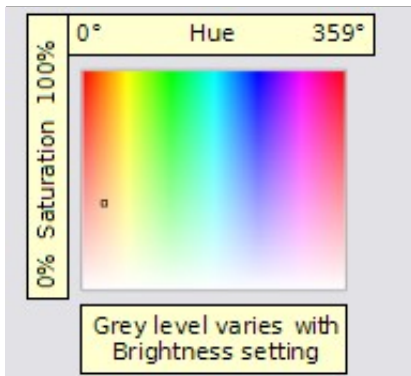 0° Hue 359°
0% Saturation 100%
Grey level varies with
Brightness setting